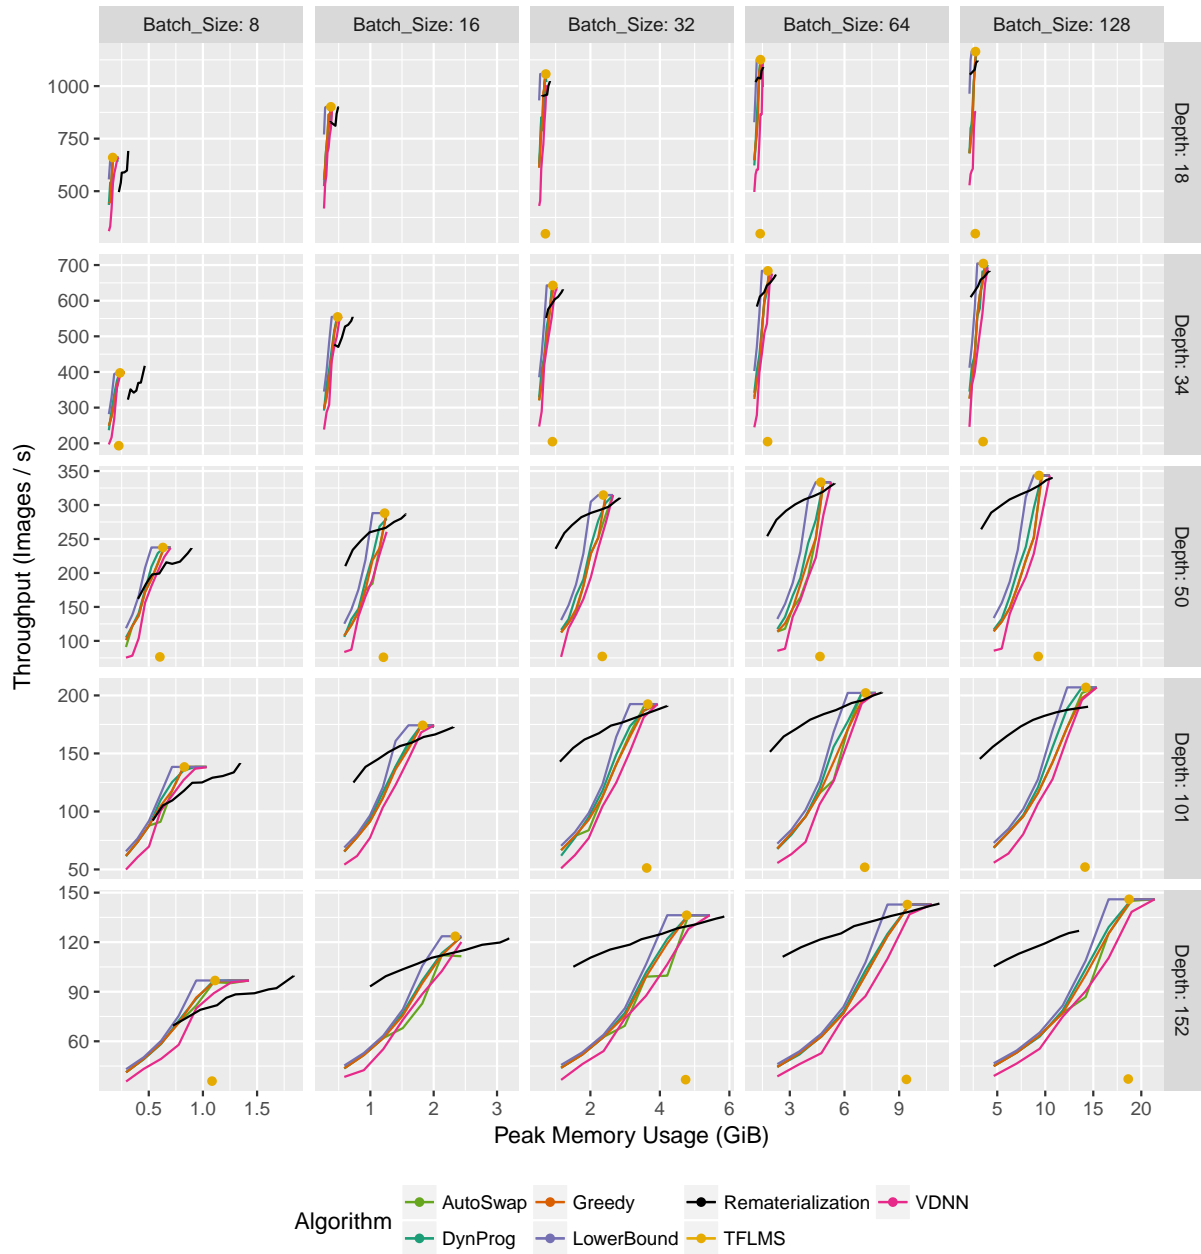 Batch_Size: 8
Batch_Size: 16
Batch_Size: 32
Batch_Size: 64
Batch_Size: 128
Throughput (Images / s)
1000
750
500
Depth: 18
700
600
500
400
300
200
Depth: 34
350
300
250
200
150
100
Depth: 50
200
150
100
50
Depth: 101
150
120
90
60
Depth: 152
0.5 1.0 1.5
1 2 3
2 4 6
3 6 9
5 10 15 20
Peak Memory Usage (GiB)
Algorithm
AutoSwap Greedy Rematerialization VDNN
DynProg LowerBound TFLMS